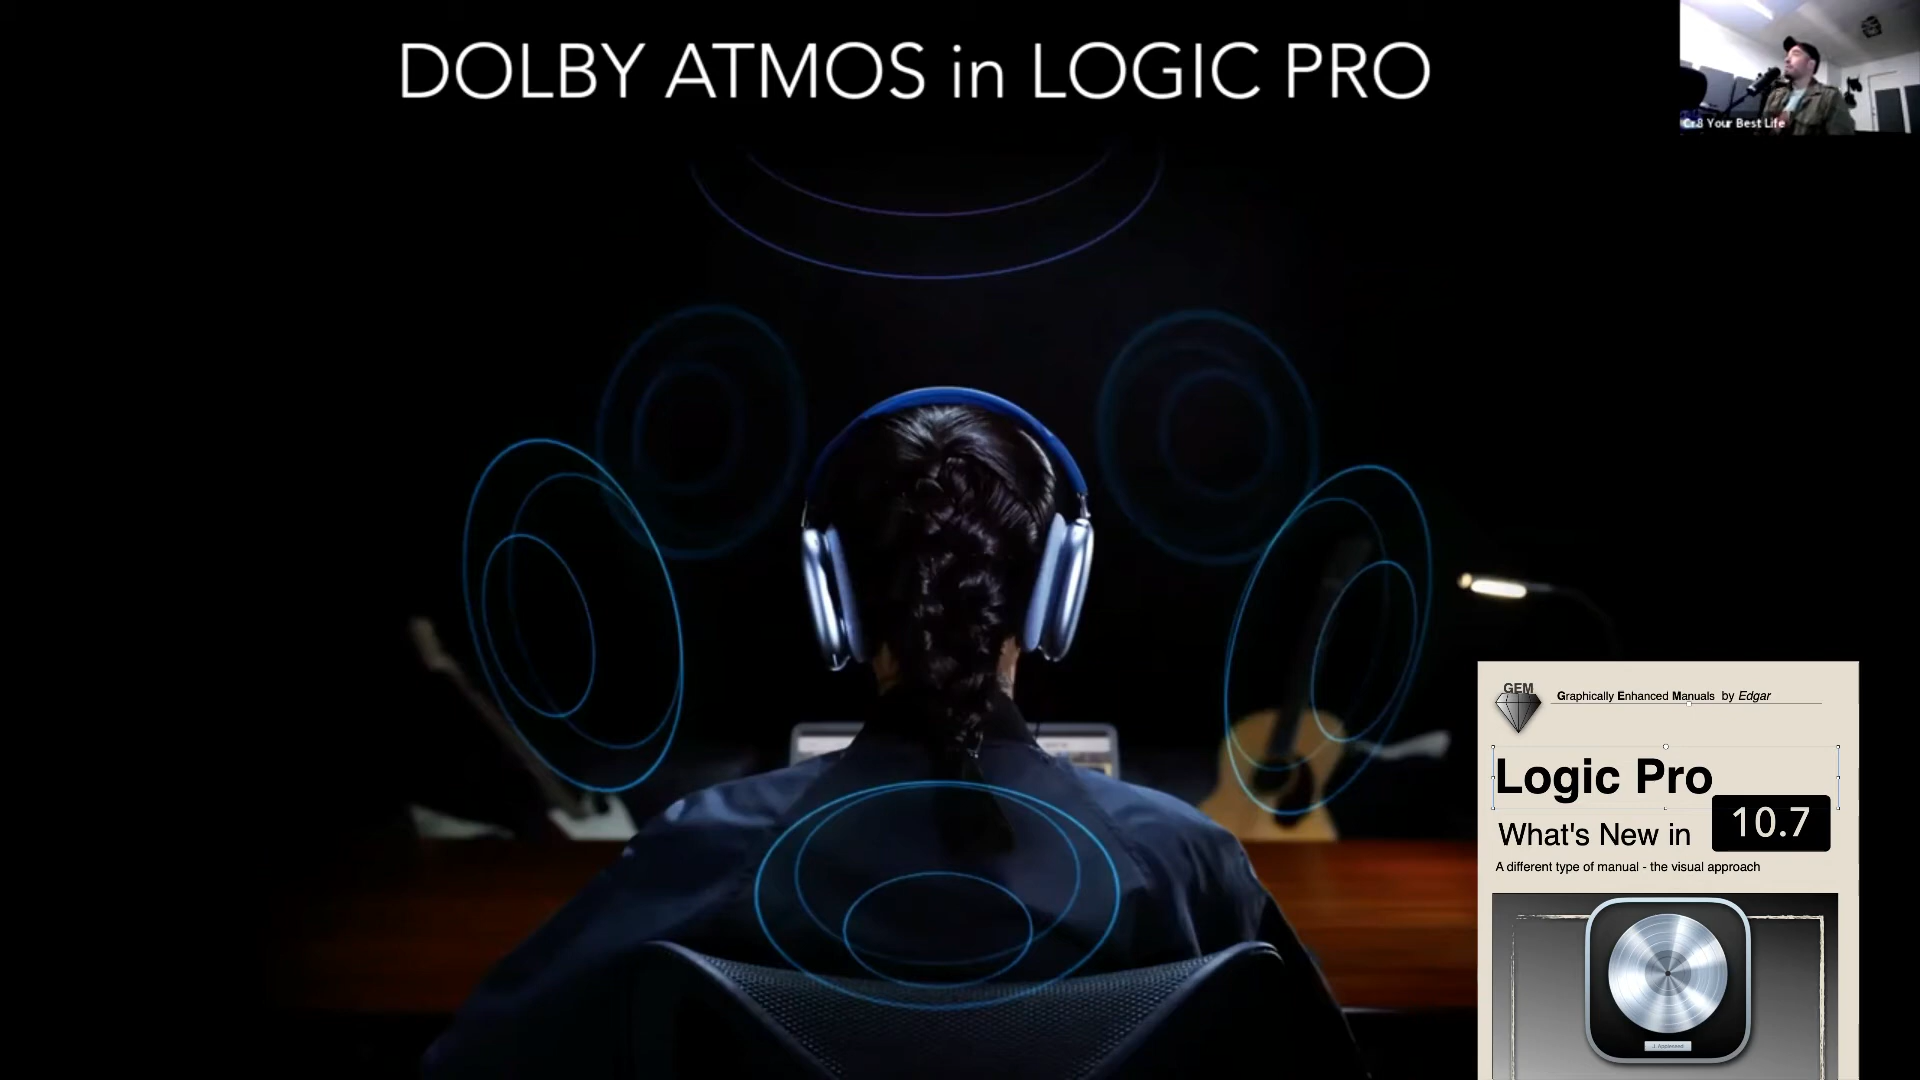 DOLBY ATMOS in LOGIC PRO
Cr8 Your Best Life
GEM
Graphically Enhanced Manuals by Edgar
Logic Pro
10.7
What's New in
A different type of manual - the visual approach